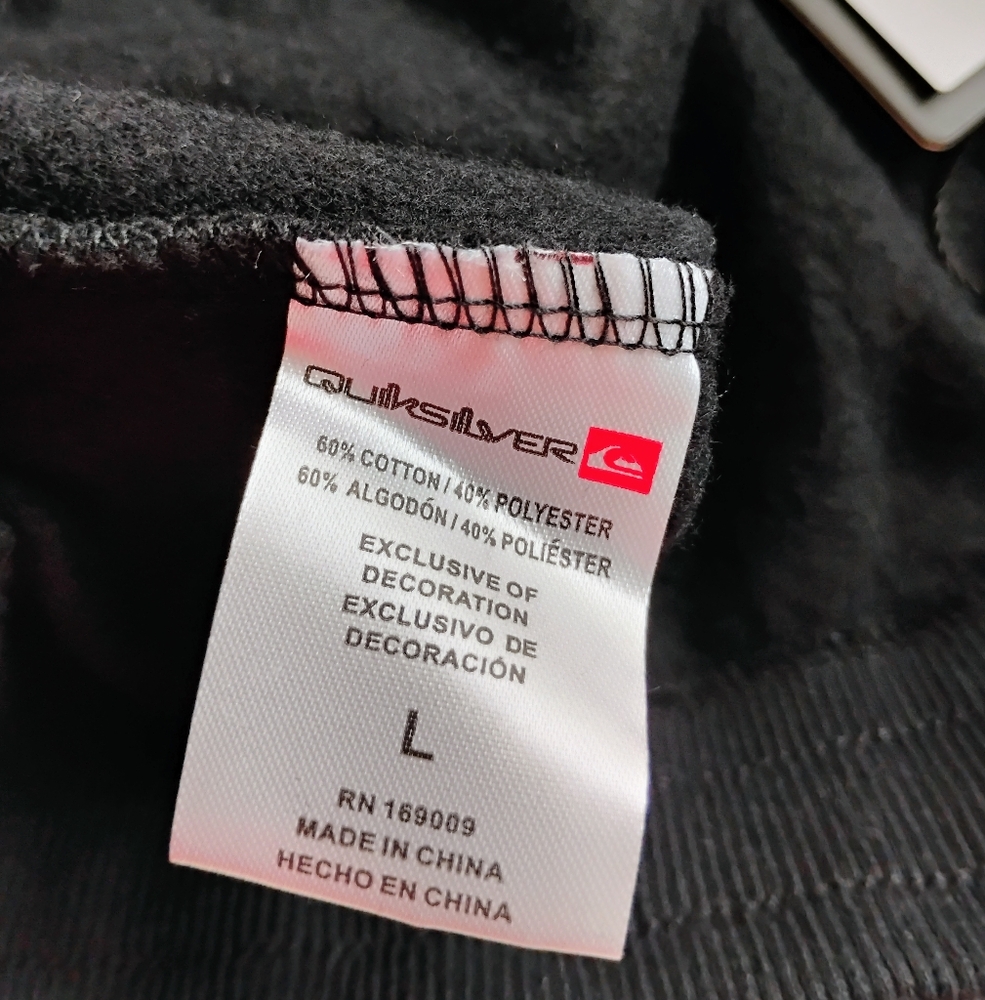 QUIKSILVER
60% COTTON / 40% POLYESTER
60% ALGODÓN / 40% POLIÉSTER
EXCLUSIVE OF
DECORATION
EXCLUSIVO DE
DECORACIÓN
L
RN 169009
MADE IN CHINA
HECHO EN CHINA